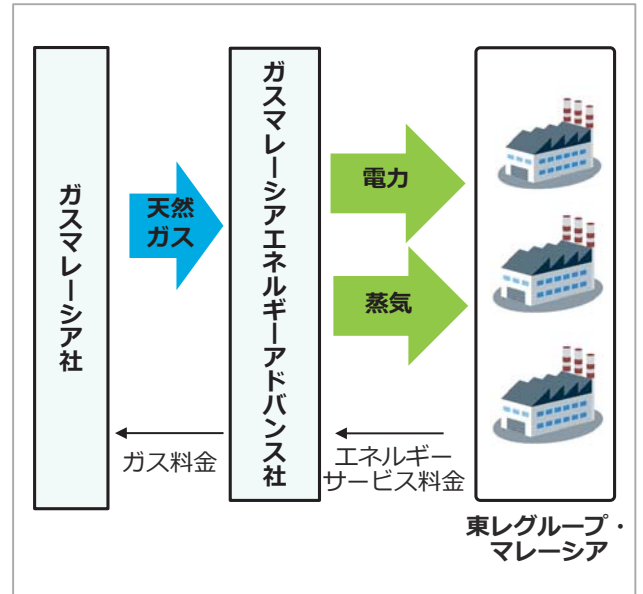 ガスマレーシア社
天然
ガス
ガス料金
ガスマレーシアエネルギーアドバンス社
電力
蒸気
エネルギー
サービス料金
東レグループ・
マレーシア